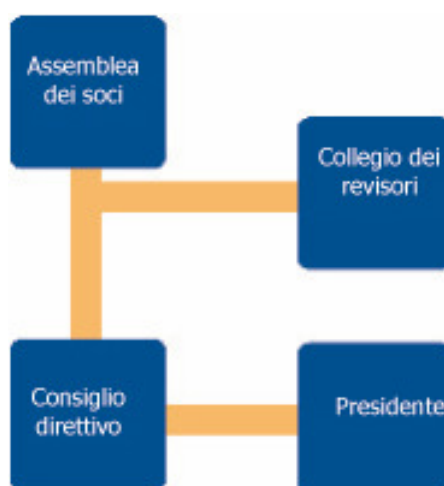 Assemblea
dei soci
Collegio dei
revisori
Consiglio
direttivo
Presidente